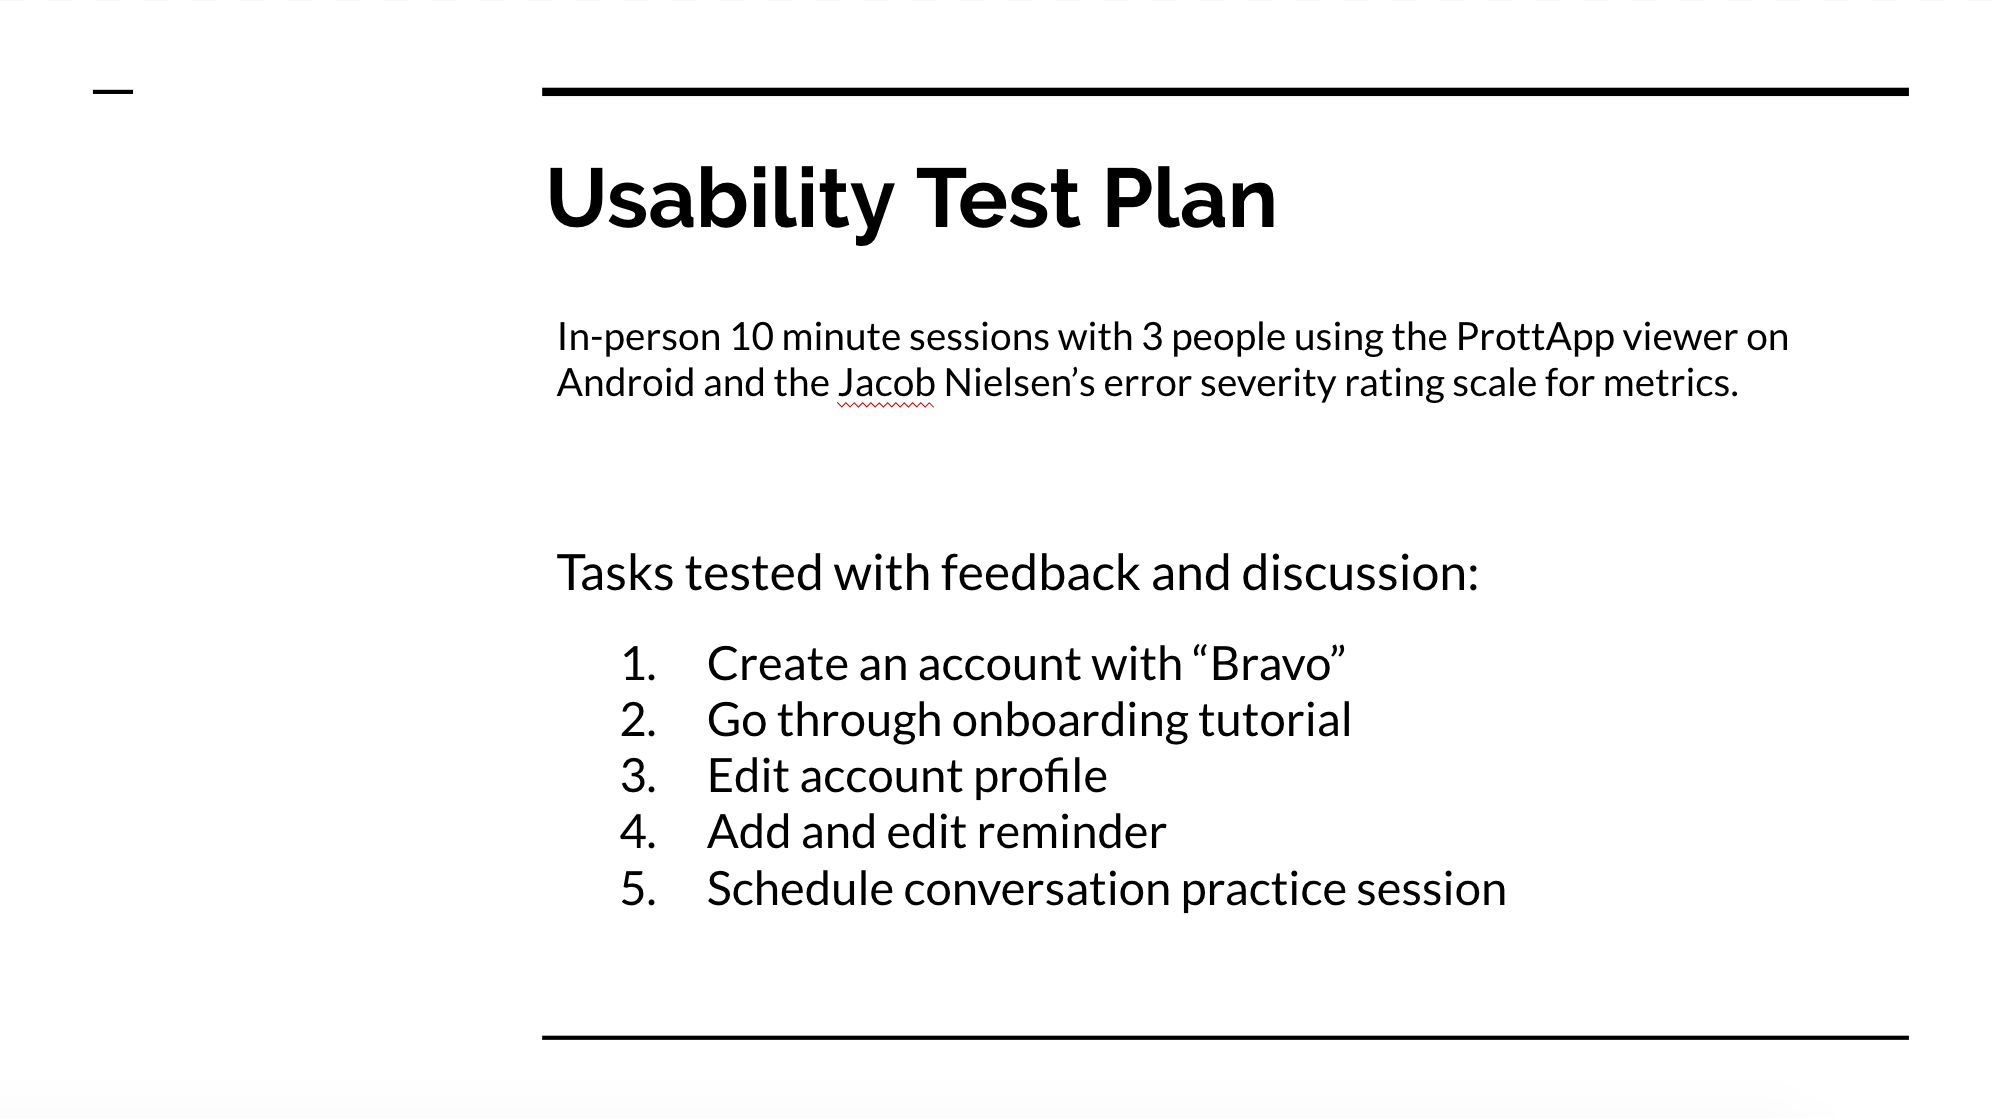 Usability Test Plan
In-person 10 minute sessions with 3 people using the ProttApp viewer on
Android and the Jacob Nielsen’s error severity rating scale for metrics.
Tasks tested with feedback and discussion:
1. Create an account with “Bravo”
2. Go through onboarding tutorial
3. Edit account profile
4. Add and edit reminder
5. Schedule conversation practice session